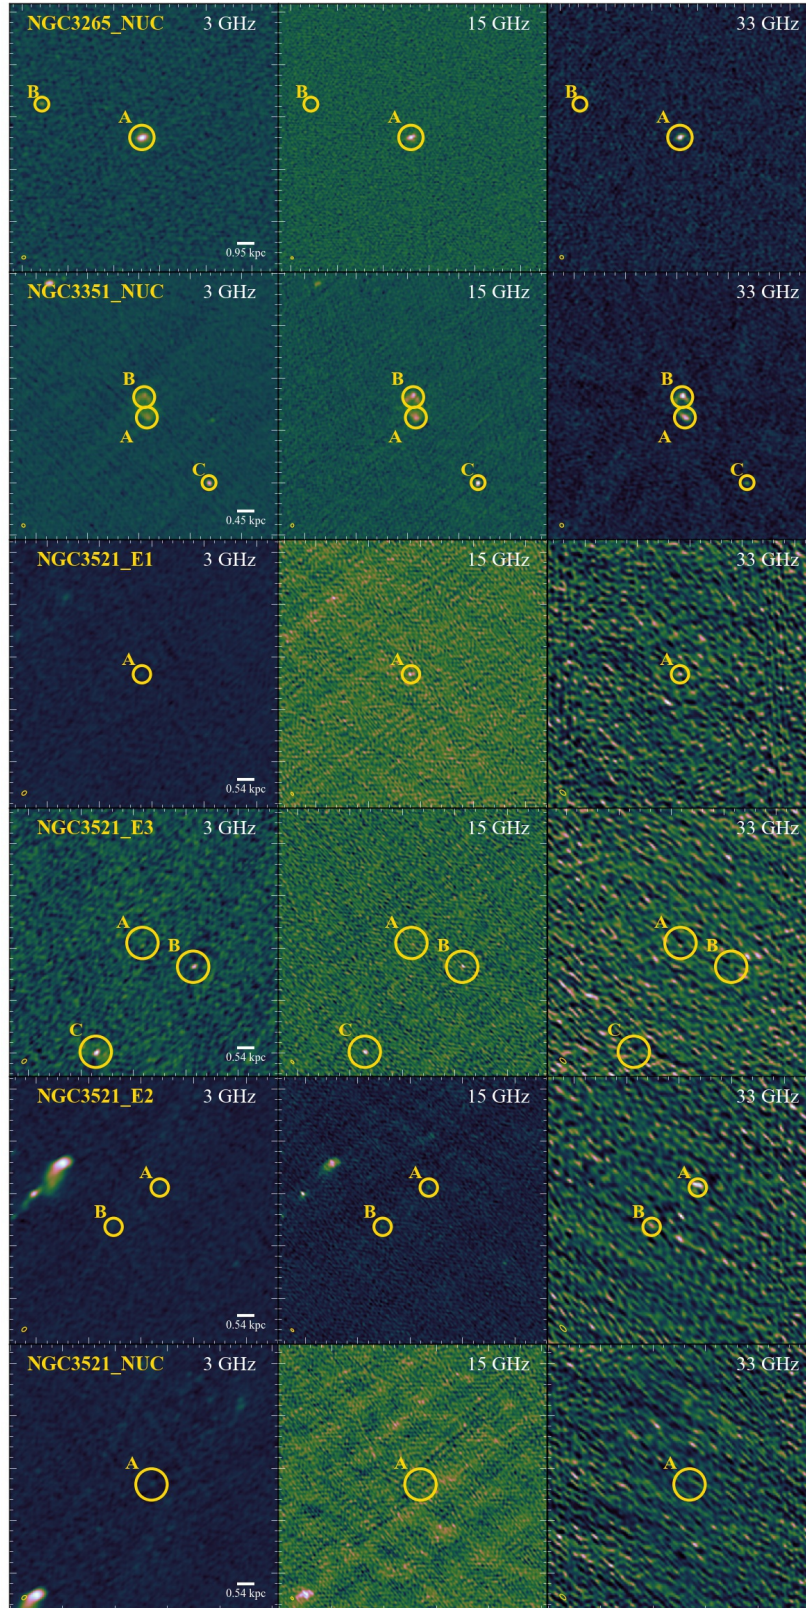 NGC3265_NUC 3 GHz 15 GHz 33 GHz
B B B
A A A
0.95 kpc
NGC3351_NUC 3 GHz 15 GHz 33 GHz
B B B
A A A
C C C
0.45 kpc
NGC3521_E1 3 GHz 15 GHz 33 GHz
A A A
0.54 kpc
NGC3521_E3 3 GHz 15 GHz 33 GHz
A A A
B B B
C C C
0.54 kpc
NGC3521_E2 3 GHz 15 GHz 33 GHz
A A A
B B B
0.54 kpc
NGC3521_NUC 3 GHz 15 GHz 33 GHz
A A A
0.54 kpc